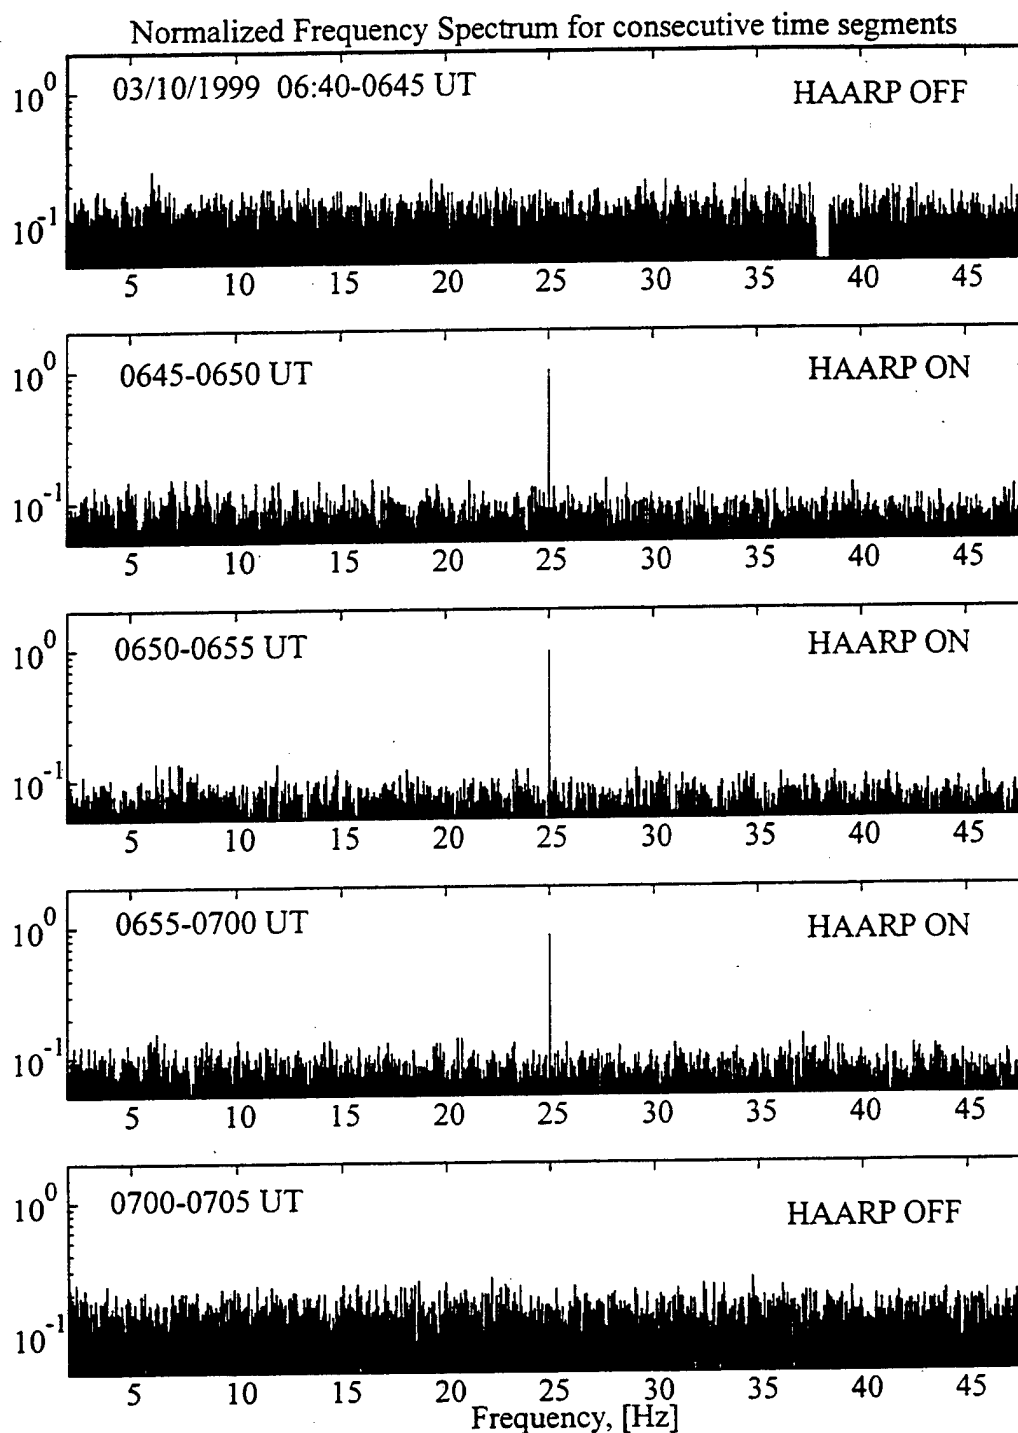 Normalized Frequency Spectrum for consecutive time segments
03/10/1999 06:40-0645 UT HAARP OFF
10^0
10^-1
5 10 15 20 25 30 35 40 45
0645-0650 UT HAARP ON
10^0
10^-1
5 10 15 20 25 30 35 40 45
0650-0655 UT HAARP ON
10^0
10^-1
5 10 15 20 25 30 35 40 45
0655-0700 UT HAARP ON
10^0
10^-1
5 10 15 20 25 30 35 40 45
0700-0705 UT HAARP OFF
10^0
10^-1
5 10 15 20 25 30 35 40 45
Frequency, [Hz]